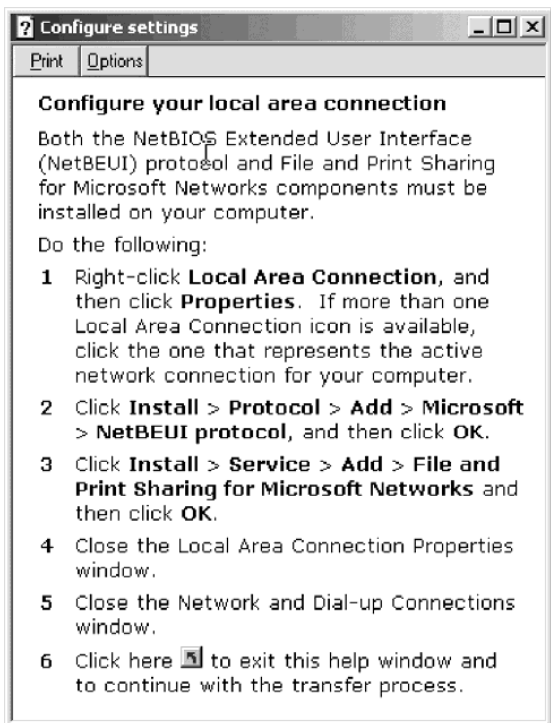 ? Configure settings
Print Options
Configure your local area connection
Both the NetBIOS Extended User Interface
(NetBEUI) protocol and File and Print Sharing
for Microsoft Networks components must be
installed on your computer.
Do the following:
1 Right-click Local Area Connection, and
then click Properties. If more than one
Local Area Connection icon is available,
click the one that represents the active
network connection for your computer.
2 Click Install > Protocol > Add > Microsoft
> NetBEUI protocol, and then click OK.
3 Click Install > Service > Add > File and
Print Sharing for Microsoft Networks and
then click OK.
4 Close the Local Area Connection Properties
window.
5 Close the Network and Dial-up Connections
window.
6 Click here to exit this help window and
to continue with the transfer process.